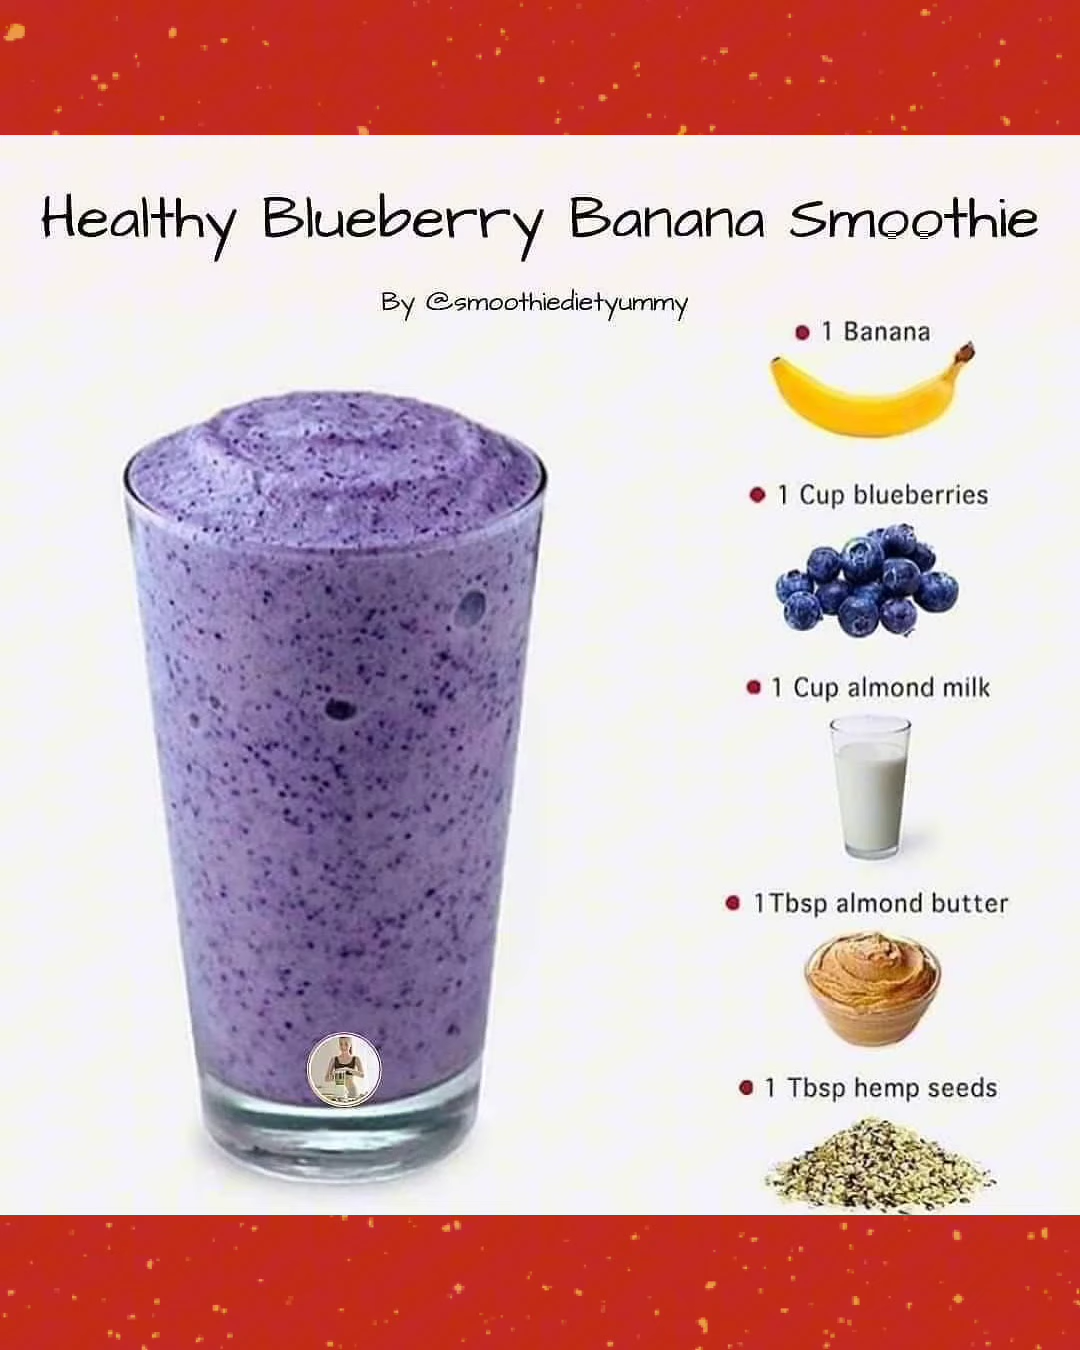 Healthy Blueberry Banana Smoothie
By @smoothiedietyummy
1 Banana
1 Cup blueberries
1 Cup almond milk
1Tbsp almond butter
1 Tbsp hemp seeds